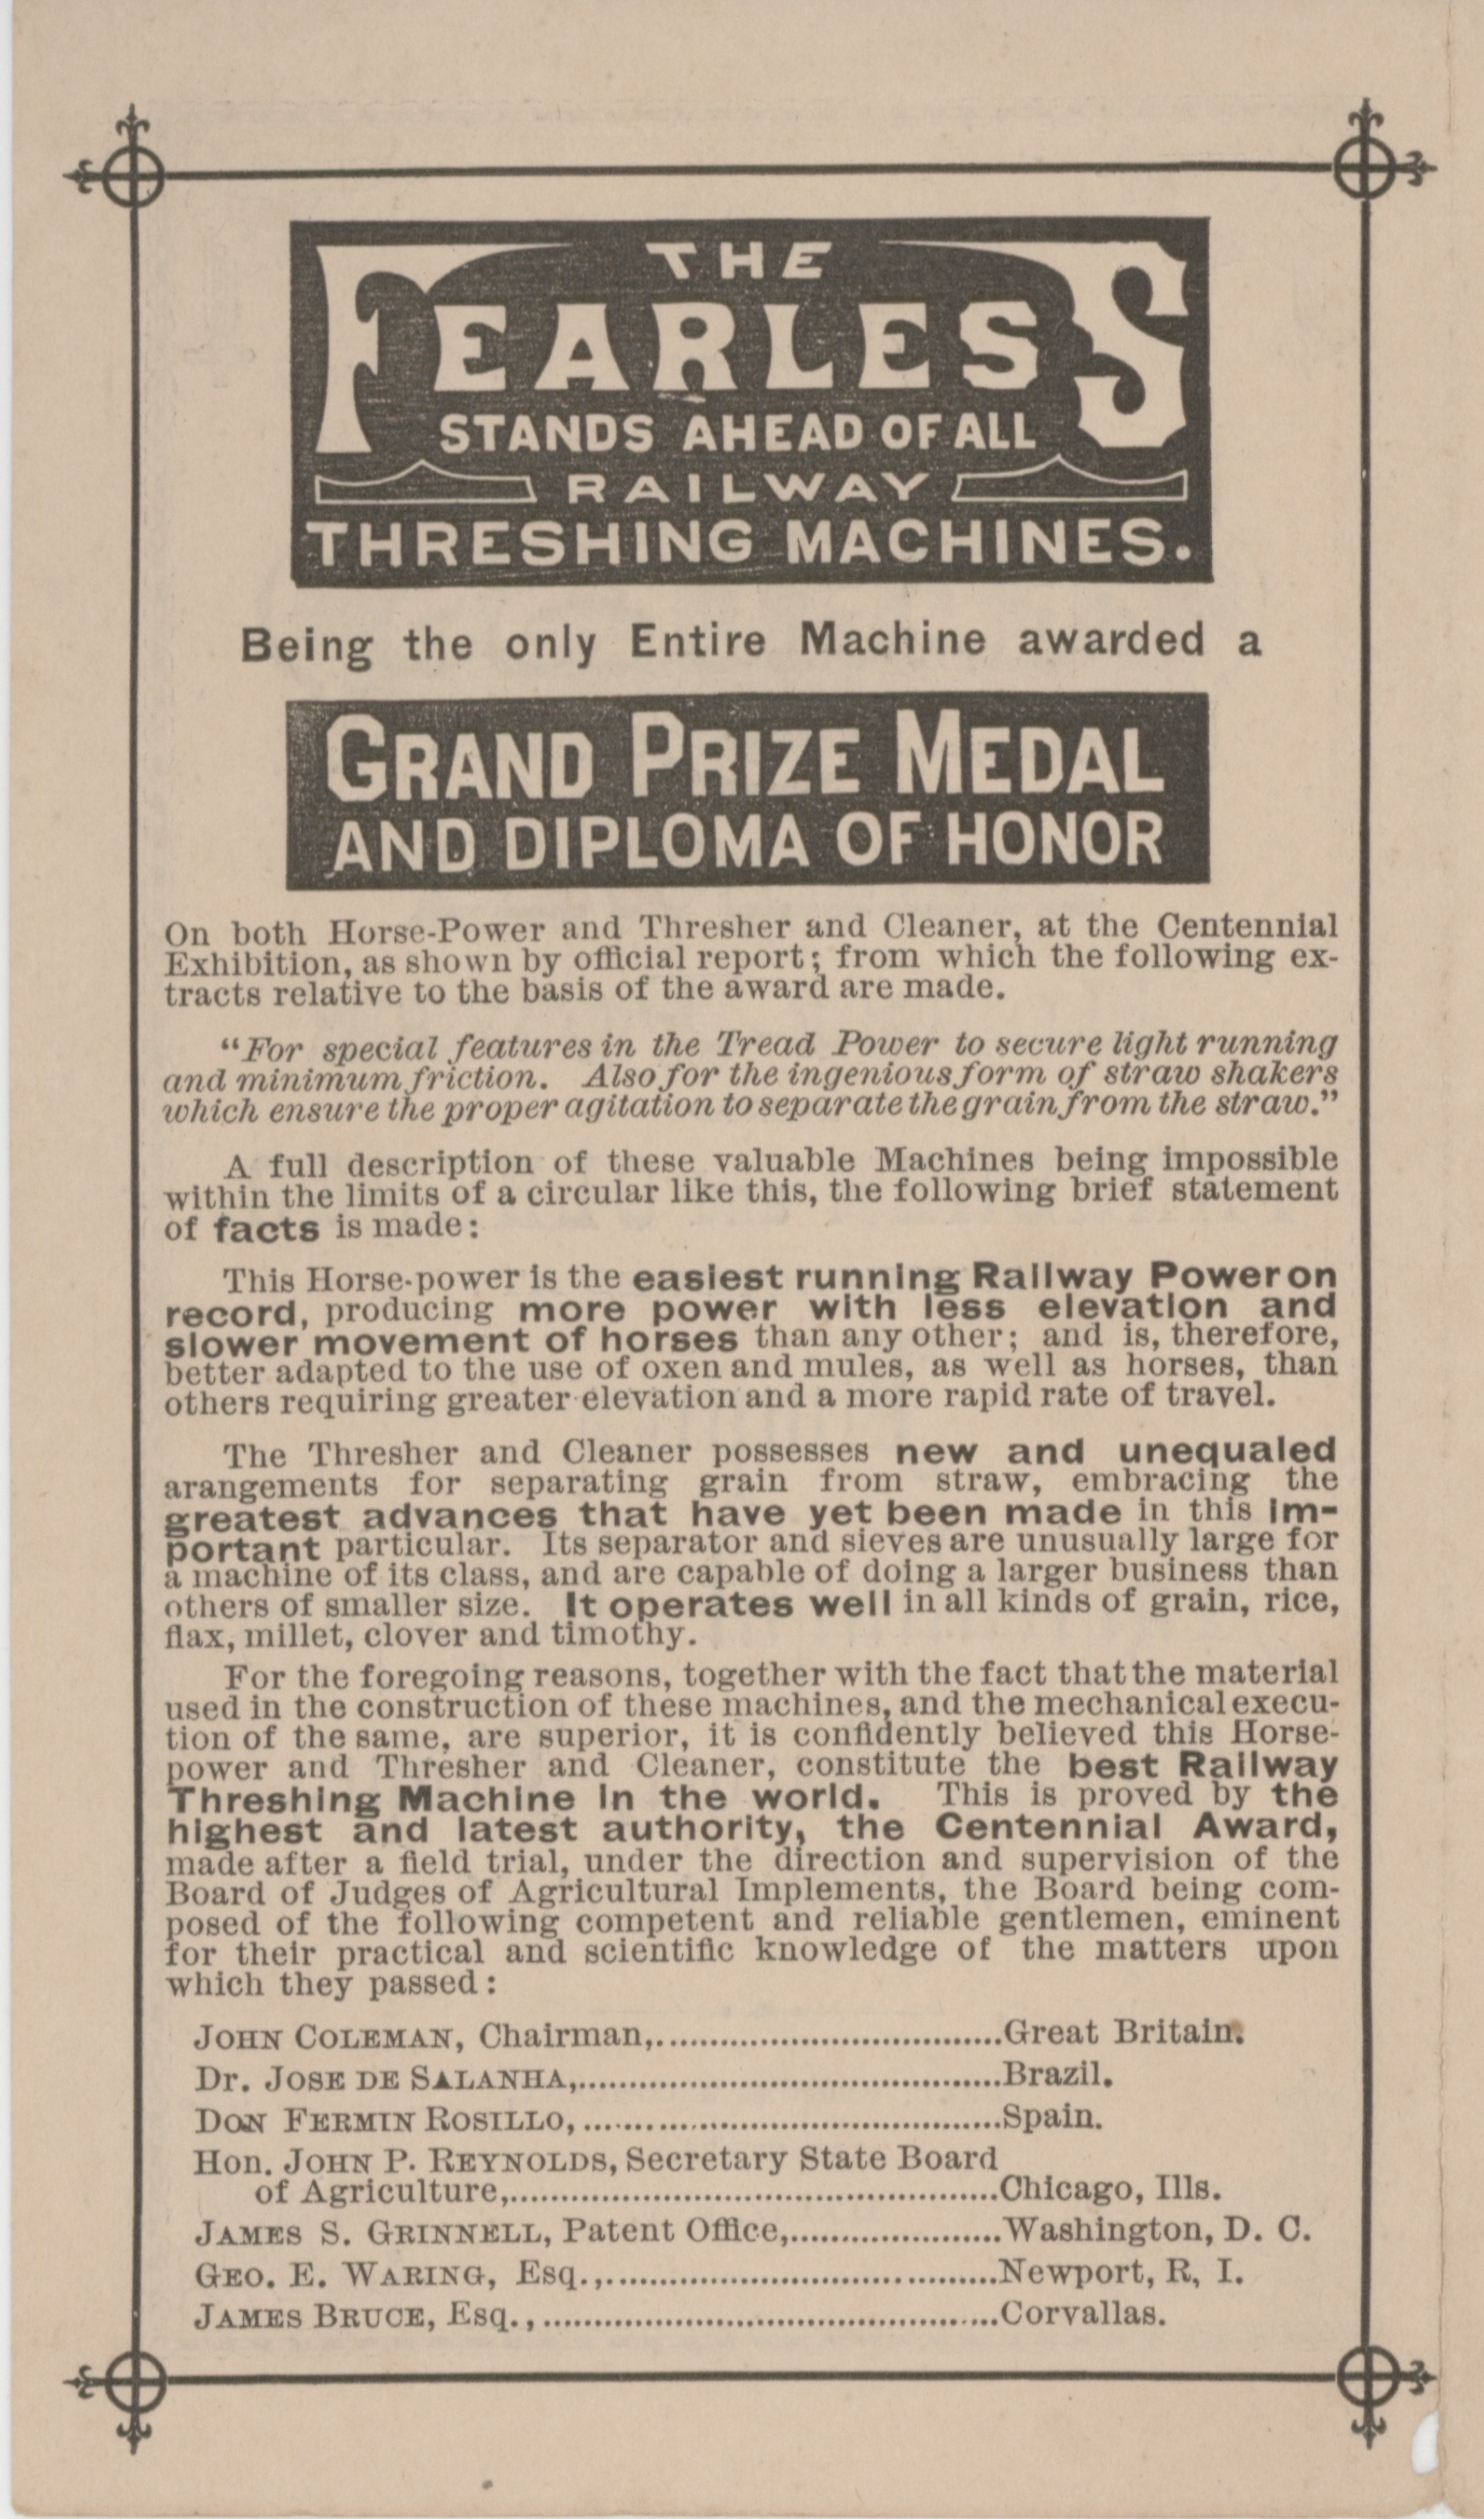 THE
FEARLESS
STANDS AHEAD OF ALL
RAILWAY
THRESHING MACHINES.
Being the only Entire Machine awarded a
GRAND PRIZE MEDAL
AND DIPLOMA OF HONOR
On both Horse-Power and Thresher and Cleaner, at the Centennial
Exhibition, as shown by official report; from which the following ex-
tracts relative to the basis of the award are made.
“For special features in the Tread Power to secure light running
and minimum friction. Also for the ingenious form of straw shakers
which ensure the proper agitation to separate the grain from the straw.”
A full description of these valuable Machines being impossible
within the limits of a circular like this, the following brief statement
of facts is made:
This Horse-power is the easiest running Railway Power on
record, producing more power with less elevation and
slower movement of horses than any other; and is, therefore,
better adapted to the use of oxen and mules, as well as horses, than
others requiring greater elevation and a more rapid rate of travel.
The Thresher and Cleaner possesses new and unequaled
arangements for separating grain from straw, embracing the
greatest advances that have yet been made in this im-
portant particular. Its separator and sieves are unusually large for
a machine of its class, and are capable of doing a larger business than
others of smaller size. It operates well in all kinds of grain, rice,
flax, millet, clover and timothy.
For the foregoing reasons, together with the fact that the material
used in the construction of these machines, and the mechanical execu-
tion of the same, are superior, it is confidently believed this Horse-
power and Thresher and Cleaner, constitute the best Railway
Threshing Machine in the world. This is proved by the
highest and latest authority, the Centennial Award,
made after a field trial, under the direction and supervision of the
Board of Judges of Agricultural Implements, the Board being com-
posed of the following competent and reliable gentlemen, eminent
for their practical and scientific knowledge of the matters upon
which they passed:
JOHN COLEMAN, Chairman,..................................Great Britain.
Dr. JOSE DE SALANHA,..........................................Brazil.
DON FERMIN ROSILLO,..........................................Spain.
Hon. JOHN P. REYNOLDS, Secretary State Board
of Agriculture,.................................................Chicago, Ills.
JAMES S. GRINNELL, Patent Office,.....................Washington, D. C.
GEO. E. WARING, Esq.,.......................................Newport, R, I.
JAMES BRUCE, Esq.,.............................................Corvallas.